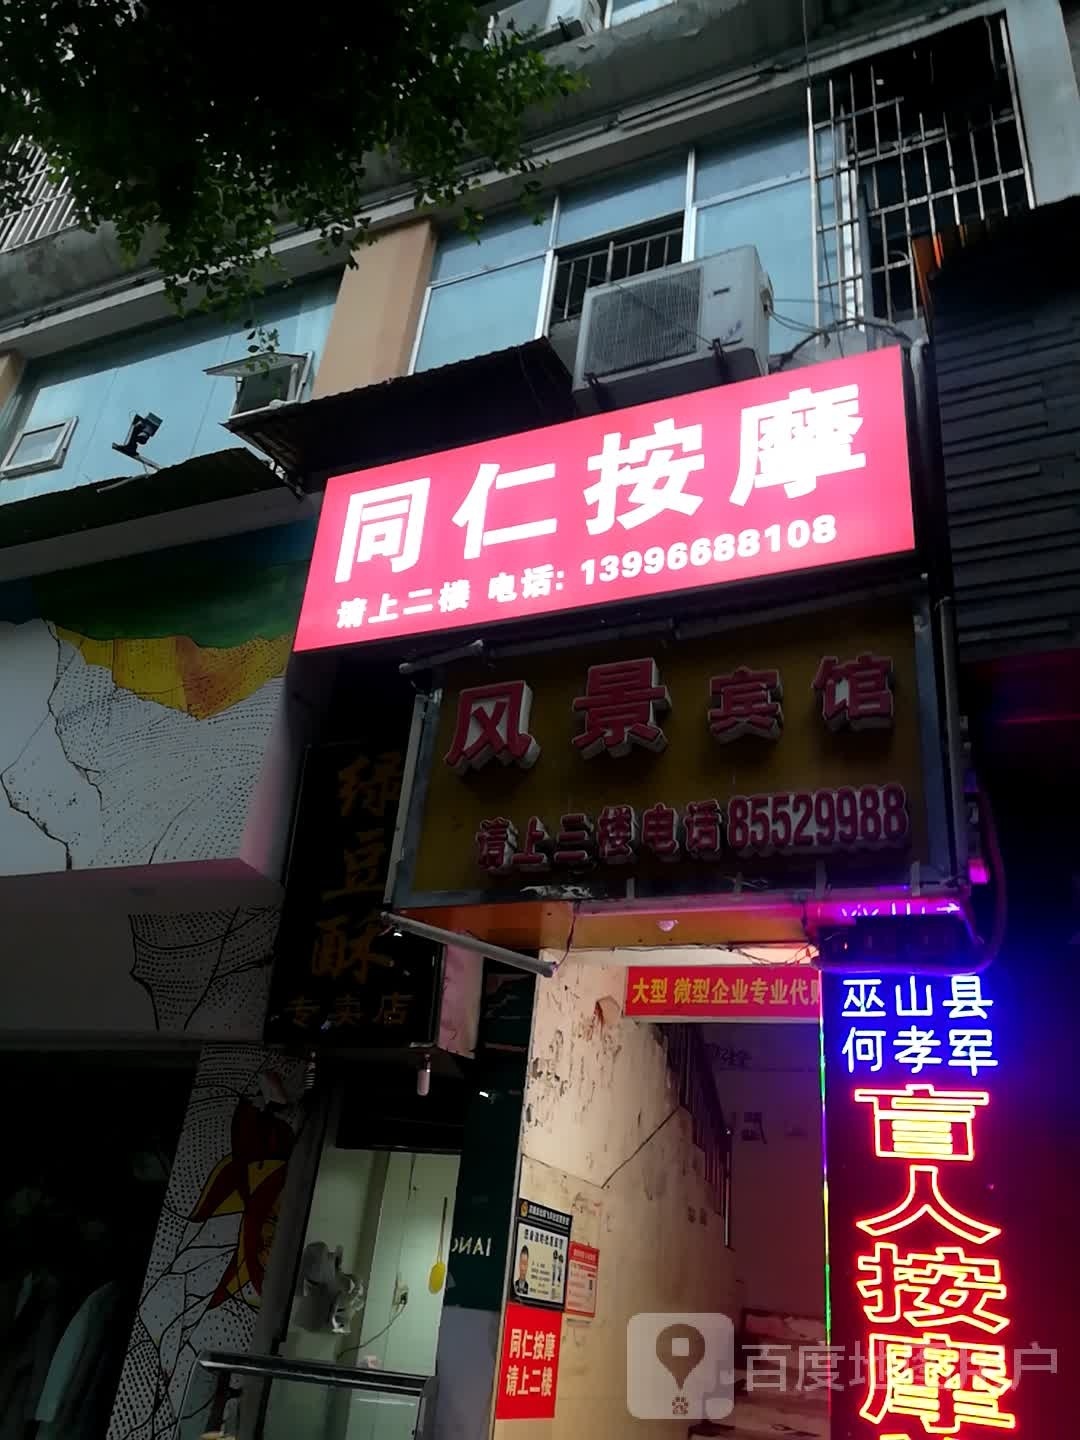 同仁按摩
请上二楼 电话: 13996688108
风景宾馆
请上二楼电话85529988
绿豆酥
专卖店
大型 微型企业专业代
巫山县
何孝军
盲人按摩
同仁按摩
请上二楼
百度地图用户